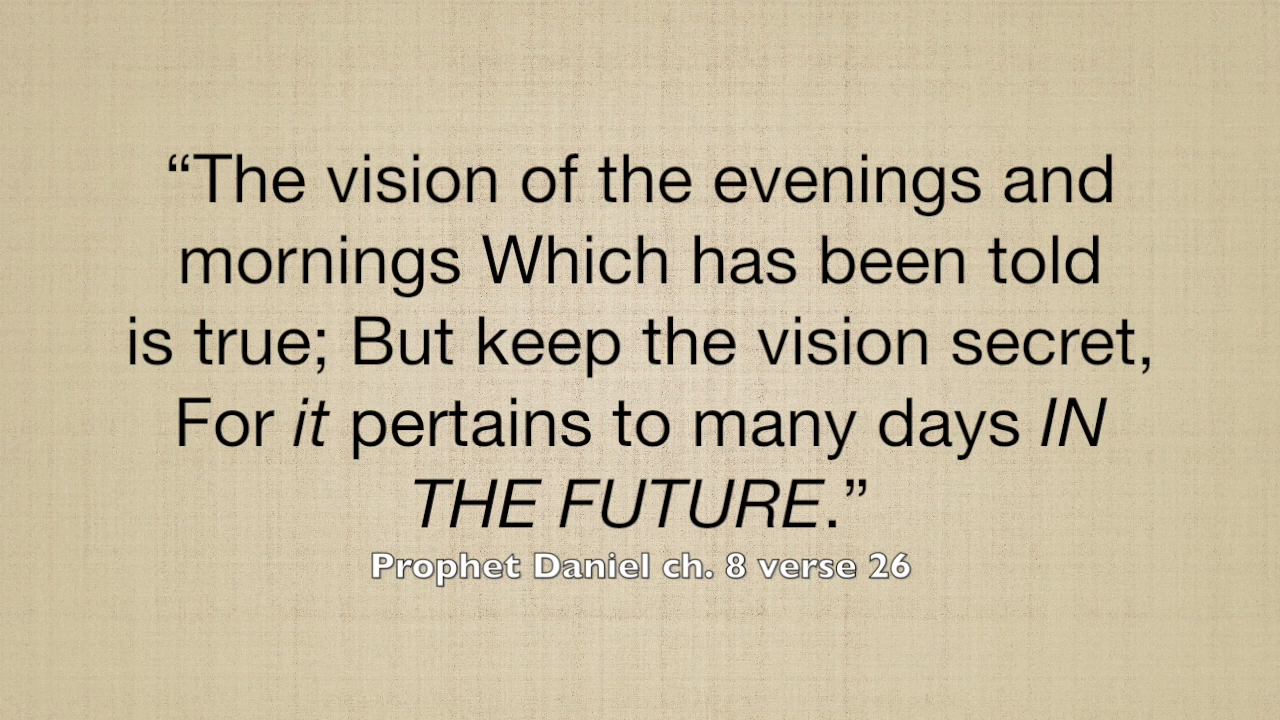 “The vision of the evenings and
mornings Which has been told
is true; But keep the vision secret,
For it pertains to many days IN
THE FUTURE.”
Prophet Daniel ch. 8 verse 26